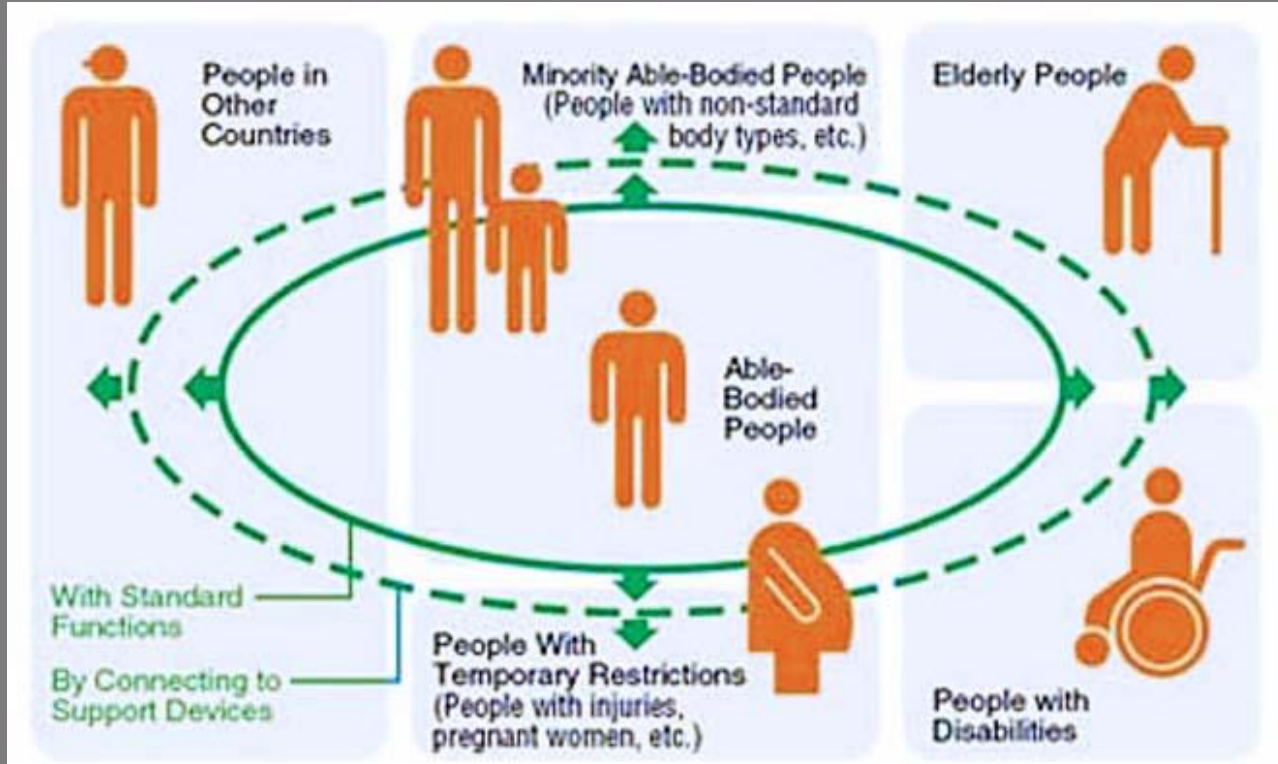 People in
Other
Countries
Minority Able-Bodied People
(People with non-standard
body types, etc.)
Elderly People
Able-
Bodied
People
With Standard
Functions
By Connecting to
Support Devices
People With
Temporary Restrictions
(People with injuries,
pregnant women, etc.)
People with
Disabilities